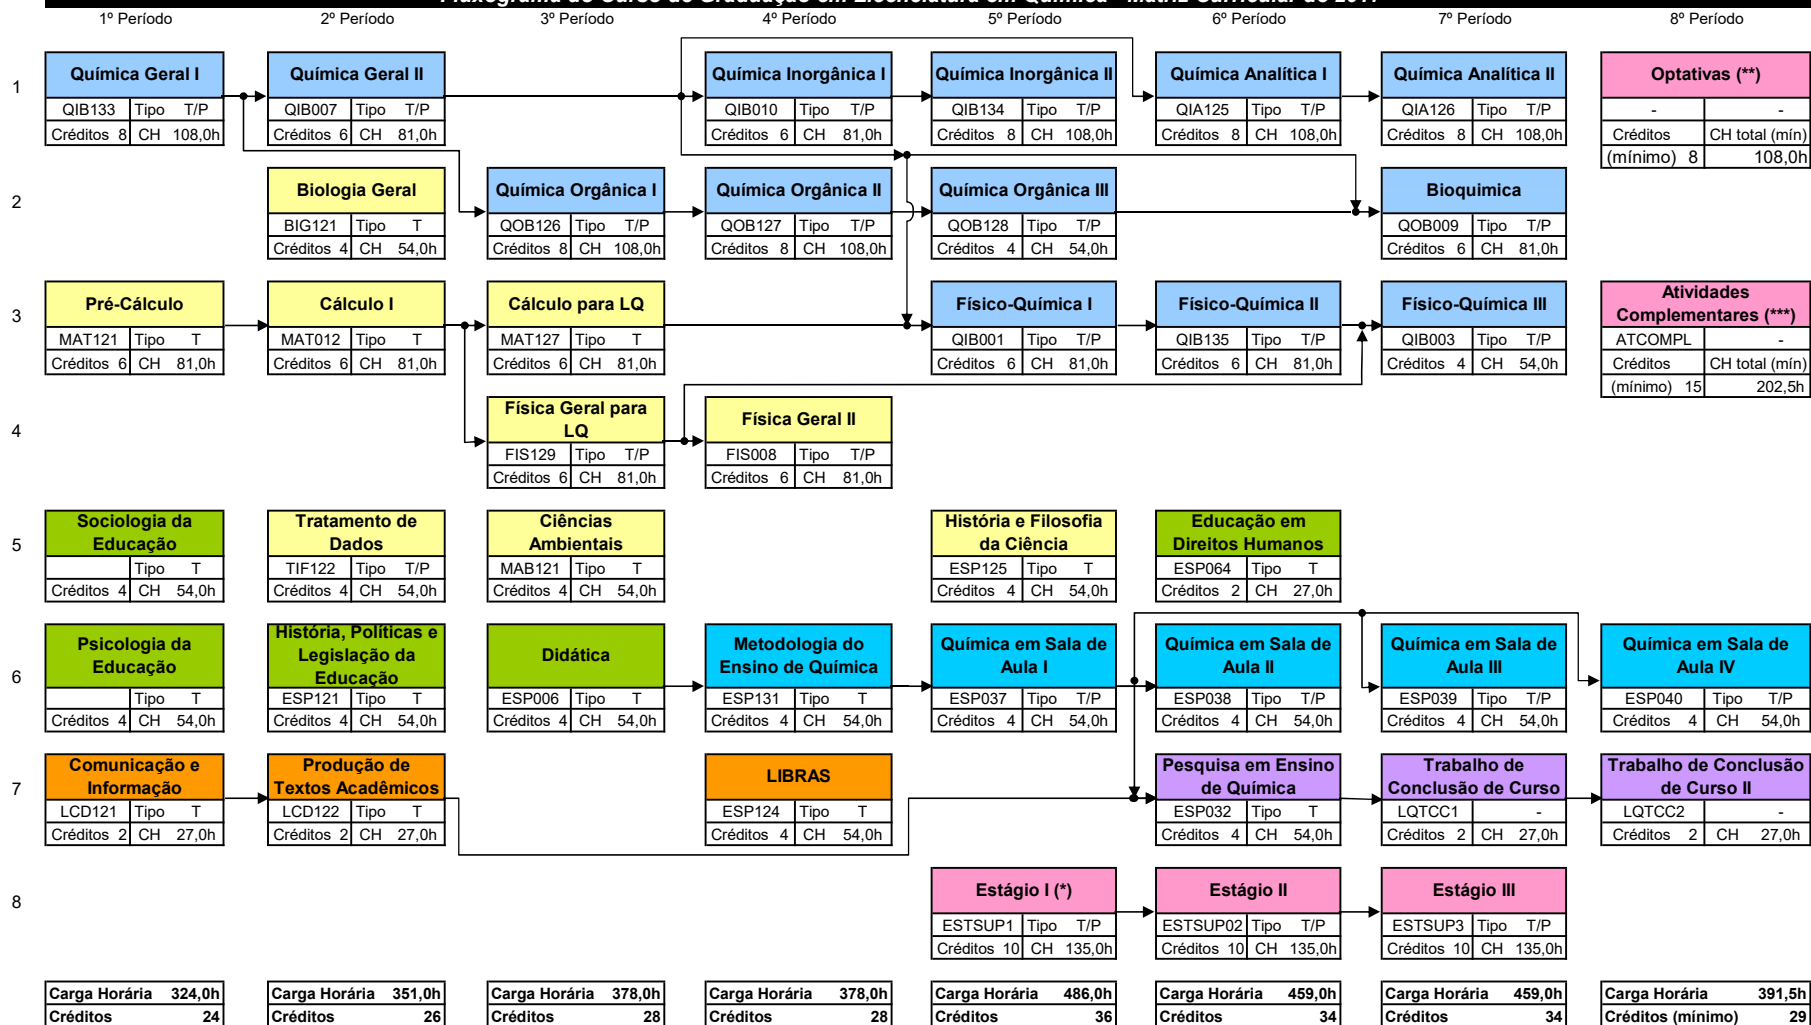 1º Período 2º Período 3º Período 4º Período 5º Período 6º Período 7º Período 8º Período
1
Química Geral I
QIB133 Tipo T/P
Créditos 8 CH 108,0h
Química Geral II
QIB007 Tipo T/P
Créditos 6 CH 81,0h
Química Inorgânica I
QIB010 Tipo T/P
Créditos 6 CH 81,0h
Química Inorgânica II
QIB134 Tipo T/P
Créditos 8 CH 108,0h
Química Analítica I
QIA125 Tipo T/P
Créditos 8 CH 108,0h
Química Analítica II
QIA126 Tipo T/P
Créditos 8 CH 108,0h
Optativas (**)
- -
Créditos CH total (mín)
(mínimo) 8 108,0h
2
Biologia Geral
BIG121 Tipo T
Créditos 4 CH 54,0h
Química Orgânica I
QOB126 Tipo T/P
Créditos 8 CH 108,0h
Química Orgânica II
QOB127 Tipo T/P
Créditos 8 CH 108,0h
Química Orgânica III
QOB128 Tipo T/P
Créditos 4 CH 54,0h
Bioquimica
QOB009 Tipo T/P
Créditos 6 CH 81,0h
3
Pré-Cálculo
MAT121 Tipo T
Créditos 6 CH 81,0h
Cálculo I
MAT012 Tipo T
Créditos 6 CH 81,0h
Cálculo para LQ
MAT127 Tipo T
Créditos 6 CH 81,0h
Físico-Química I
QIB001 Tipo T/P
Créditos 6 CH 81,0h
Físico-Química II
QIB135 Tipo T/P
Créditos 6 CH 81,0h
Físico-Química III
QIB003 Tipo T/P
Créditos 4 CH 54,0h
Atividades
Complementares (***)
ATCOMPL -
Créditos CH total (mín)
(mínimo) 15 202,5h
4
Física Geral para
LQ
FIS129 Tipo T/P
Créditos 6 CH 81,0h
Física Geral II
FIS008 Tipo T/P
Créditos 6 CH 81,0h
5
Sociologia da
Educação
Tipo T
Créditos 4 CH 54,0h
Tratamento de
Dados
TIF122 Tipo T/P
Créditos 4 CH 54,0h
Ciências
Ambientais
MAB121 Tipo T
Créditos 4 CH 54,0h
História e Filosofia
da Ciência
ESP125 Tipo T
Créditos 4 CH 54,0h
Educação em
Direitos Humanos
ESP064 Tipo T
Créditos 2 CH 27,0h
6
Psicologia da
Educação
Tipo T
Créditos 4 CH 54,0h
História, Políticas e
Legislação da
Educação
ESP121 Tipo T
Créditos 4 CH 54,0h
Didática
ESP006 Tipo T
Créditos 4 CH 54,0h
Metodologia do
Ensino de Química
ESP131 Tipo T
Créditos 4 CH 54,0h
Química em Sala de
Aula I
ESP037 Tipo T/P
Créditos 4 CH 54,0h
Química em Sala de
Aula II
ESP038 Tipo T/P
Créditos 4 CH 54,0h
Química em Sala de
Aula III
ESP039 Tipo T/P
Créditos 4 CH 54,0h
Química em Sala de
Aula IV
ESP040 Tipo T/P
Créditos 4 CH 54,0h
7
Comunicação e
Informação
LCD121 Tipo T
Créditos 2 CH 27,0h
Produção de
Textos Acadêmicos
LCD122 Tipo T
Créditos 2 CH 27,0h
LIBRAS
ESP124 Tipo T
Créditos 4 CH 54,0h
Pesquisa em Ensino
de Química
ESP032 Tipo T
Créditos 4 CH 54,0h
Trabalho de
Conclusão de Curso
LQTCC1 -
Créditos 2 CH 27,0h
Trabalho de Conclusão
de Curso II
LQTCC2 -
Créditos 2 CH 27,0h
8
Estágio I (*)
ESTSUP1 Tipo T/P
Créditos 10 CH 135,0h
Estágio II
ESTSUP02 Tipo T/P
Créditos 10 CH 135,0h
Estágio III
ESTSUP3 Tipo T/P
Créditos 10 CH 135,0h
Carga Horária 324,0h
Créditos 24
Carga Horária 351,0h
Créditos 26
Carga Horária 378,0h
Créditos 28
Carga Horária 378,0h
Créditos 28
Carga Horária 486,0h
Créditos 36
Carga Horária 459,0h
Créditos 34
Carga Horária 459,0h
Créditos 34
Carga Horária 391,5h
Créditos (mínimo) 29